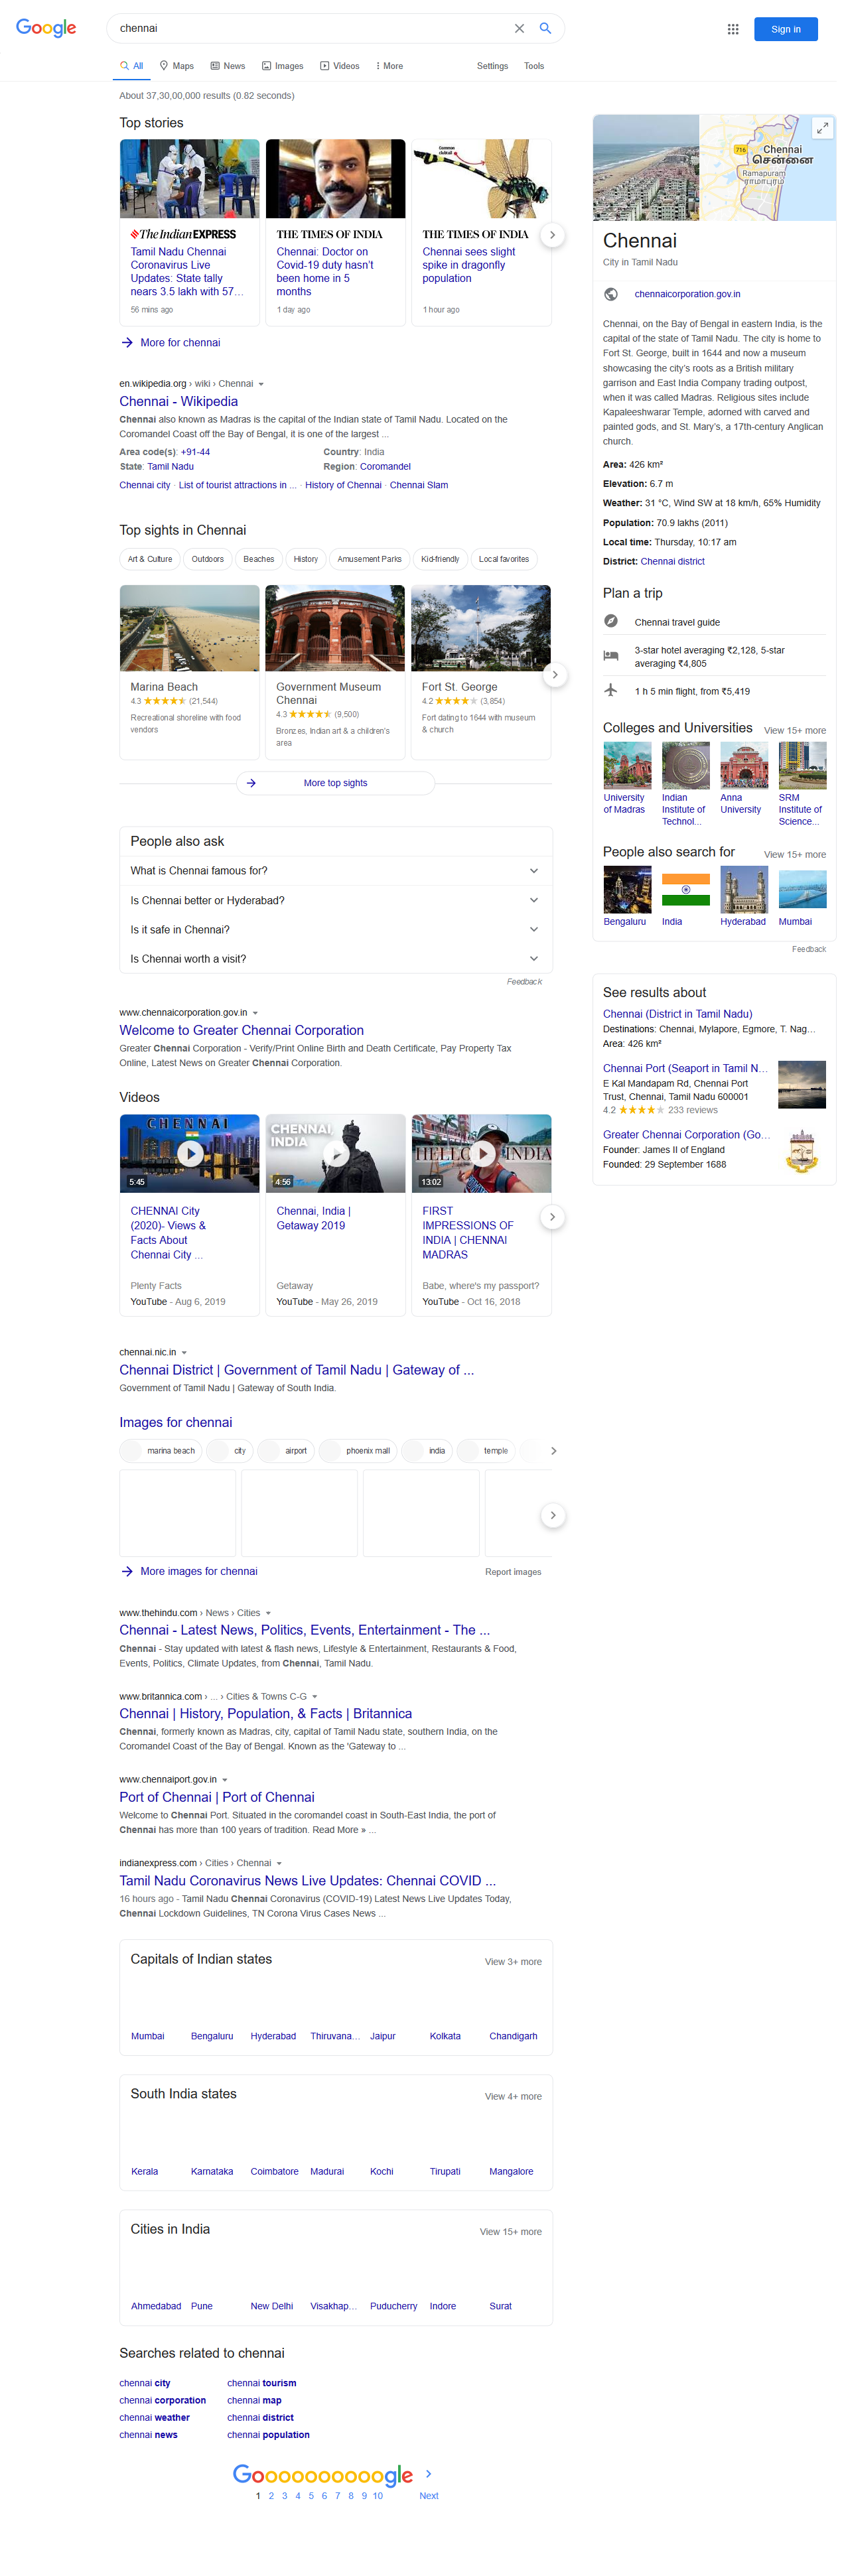 Google
chennai
Sign in
All
Maps
News
Images
Videos
More
Settings
Tools
About 37,30,00,000 results (0.82 seconds)
Top stories
The Indian EXPRESS
Tamil Nadu Chennai
Coronavirus Live
Updates: State tally
nears 3.5 lakh with 57...
56 mins ago
THE TIMES OF INDIA
Chennai: Doctor on
Covid-19 duty hasn't
been home in 5
months
1 day ago
THE TIMES OF INDIA
Chennai sees slight
spike in dragonfly
population
1 hour ago
More for chennai
en.wikipedia.org › wiki › Chennai
Chennai - Wikipedia
Chennai also known as Madras is the capital of the Indian state of Tamil Nadu. Located on the
Coromandel Coast off the Bay of Bengal, it is one of the largest ...
Area code(s): +91-44
Country: India
State: Tamil Nadu
Region: Coromandel
Chennai city · List of tourist attractions in ... · History of Chennai · Chennai Slam
Top sights in Chennai
Art & Culture
Outdoors
Beaches
History
Amusement Parks
Kid-friendly
Local favorites
Marina Beach
4.3 (21,544)
Recreational shoreline with food
vendors
Government Museum
Chennai
4.3 (9,500)
Bronzes, Indian art & a children's
area
Fort St. George
4.2 (3,854)
Fort dating to 1644 with museum
& church
More top sights
People also ask
What is Chennai famous for?
Is Chennai better or Hyderabad?
Is it safe in Chennai?
Is Chennai worth a visit?
Feedback
www.chennaicorporation.gov.in
Welcome to Greater Chennai Corporation
Greater Chennai Corporation - Verify/Print Online Birth and Death Certificate, Pay Property Tax
Online, Latest News on Greater Chennai Corporation.
Videos
CHENNAI
5:45
CHENNAI City
(2020)- Views &
Facts About
Chennai City ...
Plenty Facts
YouTube - Aug 6, 2019
CHENNAI,
INDIA
4:56
Chennai, India |
Getaway 2019
Getaway
YouTube - May 26, 2019
HELLO INDIA
13:02
FIRST
IMPRESSIONS OF
INDIA | CHENNAI
MADRAS
Babe, where's my passport?
YouTube - Oct 16, 2018
chennai.nic.in
Chennai District | Government of Tamil Nadu | Gateway of ...
Government of Tamil Nadu | Gateway of South India.
Images for chennai
marina beach
city
airport
phoenix mall
india
temple
More images for chennai
Report images
www.thehindu.com › News › Cities
Chennai - Latest News, Politics, Events, Entertainment - The ...
Chennai - Stay updated with latest & flash news, Lifestyle & Entertainment, Restaurants & Food,
Events, Politics, Climate Updates, from Chennai, Tamil Nadu.
www.britannica.com › ... › Cities & Towns C-G
Chennai | History, Population, & Facts | Britannica
Chennai, formerly known as Madras, city, capital of Tamil Nadu state, southern India, on the
Coromandel Coast of the Bay of Bengal. Known as the 'Gateway to ...
www.chennaiport.gov.in
Port of Chennai | Port of Chennai
Welcome to Chennai Port. Situated in the coromandel coast in South-East India, the port of
Chennai has more than 100 years of tradition. Read More » ...
indianexpress.com › Cities › Chennai
Tamil Nadu Coronavirus News Live Updates: Chennai COVID ...
16 hours ago - Tamil Nadu Chennai Coronavirus (COVID-19) Latest News Live Updates Today,
Chennai Lockdown Guidelines, TN Corona Virus Cases News ...
Capitals of Indian states
View 3+ more
Mumbai
Bengaluru
Hyderabad
Thiruvana...
Jaipur
Kolkata
Chandigarh
South India states
View 4+ more
Kerala
Karnataka
Coimbatore
Madurai
Kochi
Tirupati
Mangalore
Cities in India
View 15+ more
Ahmedabad
Pune
New Delhi
Visakhap...
Puducherry
Indore
Surat
Searches related to chennai
chennai city
chennai tourism
chennai corporation
chennai map
chennai weather
chennai district
chennai news
chennai population
Goooooooooogle
1 2 3 4 5 6 7 8 9 10
Next
716
Chennai
சென்னை
Ramapuram
ராமாபுரம்
Chennai
City in Tamil Nadu
chennaicorporation.gov.in
Chennai, on the Bay of Bengal in eastern India, is the
capital of the state of Tamil Nadu. The city is home to
Fort St. George, built in 1644 and now a museum
showcasing the city's roots as a British military
garrison and East India Company trading outpost,
when it was called Madras. Religious sites include
Kapaleeshwarar Temple, adorned with carved and
painted gods, and St. Mary's, a 17th-century Anglican
church.
Area: 426 km²
Elevation: 6.7 m
Weather: 31 °C, Wind SW at 18 km/h, 65% Humidity
Population: 70.9 lakhs (2011)
Local time: Thursday, 10:17 am
District: Chennai district
Plan a trip
Chennai travel guide
3-star hotel averaging ₹2,128, 5-star
averaging ₹4,805
1 h 5 min flight, from ₹5,419
Colleges and Universities
View 15+ more
University
of Madras
Indian
Institute of
Technol...
Anna
University
SRM
Institute of
Science...
People also search for
View 15+ more
Bengaluru
India
Hyderabad
Mumbai
Feedback
See results about
Chennai (District in Tamil Nadu)
Destinations: Chennai, Mylapore, Egmore, T. Nag...
Area: 426 km²
Chennai Port (Seaport in Tamil N...
E Kal Mandapam Rd, Chennai Port
Trust, Chennai, Tamil Nadu 600001
4.2 233 reviews
Greater Chennai Corporation (Go...
Founder: James II of England
Founded: 29 September 1688